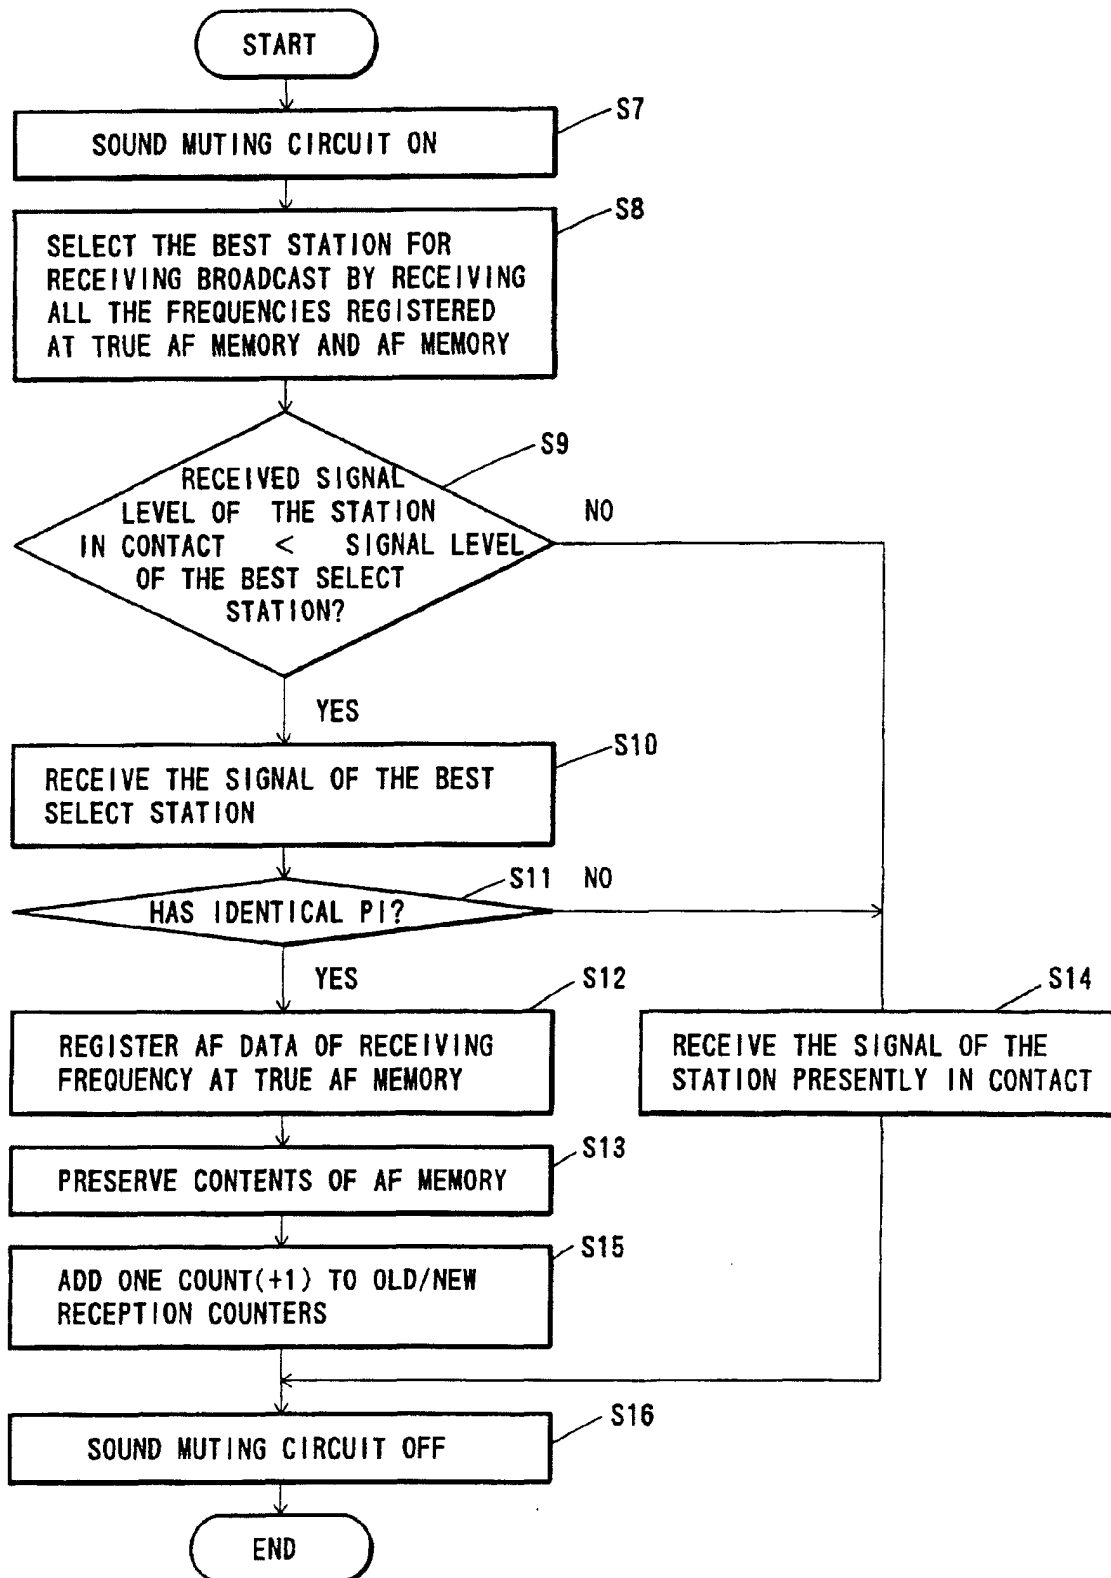 START
S7
SOUND MUTING CIRCUIT ON
S8
SELECT THE BEST STATION FOR
RECEIVING BROADCAST BY RECEIVING
ALL THE FREQUENCIES REGISTERED
AT TRUE AF MEMORY AND AF MEMORY
S9
RECEIVED SIGNAL
LEVEL OF THE STATION
IN CONTACT < SIGNAL LEVEL
OF THE BEST SELECT
STATION?
NO
YES
S10
RECEIVE THE SIGNAL OF THE BEST
SELECT STATION
S11 NO
HAS IDENTICAL PI?
YES
S12
REGISTER AF DATA OF RECEIVING
FREQUENCY AT TRUE AF MEMORY
S14
RECEIVE THE SIGNAL OF THE
STATION PRESENTLY IN CONTACT
S13
PRESERVE CONTENTS OF AF MEMORY
S15
ADD ONE COUNT(+1) TO OLD/NEW
RECEPTION COUNTERS
S16
SOUND MUTING CIRCUIT OFF
END